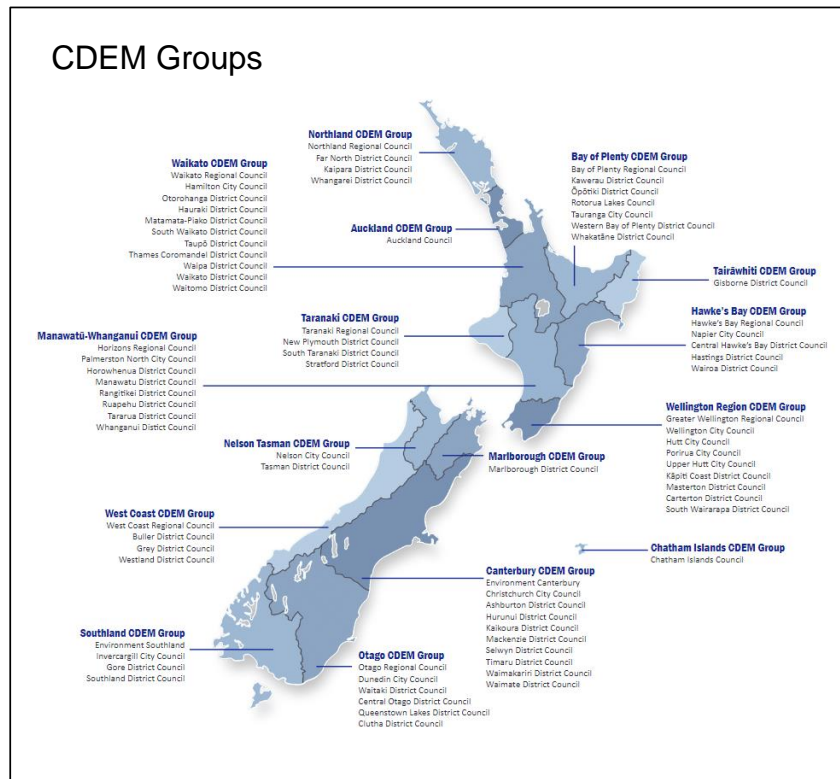 CDEM Groups
Northland CDEM Group
Northland Regional Council
Far North District Council
Kaipara District Council
Whangarei District Council
Waikato CDEM Group
Waikato Regional Council
Hamilton City Council
Otorohanga District Council
Hauraki District Council
Matamata-Piako District Council
South Waikato District Council
Taupō District Council
Thames Coromandel District Council
Waipa District Council
Waikato District Council
Waitomo District Council
Bay of Plenty CDEM Group
Bay of Plenty Regional Council
Kawerau District Council
Ōpōtiki District Council
Rotorua Lakes Council
Tauranga City Council
Western Bay of Plenty District Council
Whakatāne District Council
Auckland CDEM Group
Auckland Council
Tairāwhiti CDEM Group
Gisborne District Council
Taranaki CDEM Group
Taranaki Regional Council
New Plymouth District Council
South Taranaki District Council
Stratford District Council
Hawke's Bay CDEM Group
Hawke's Bay Regional Council
Napier City Council
Central Hawke's Bay District Council
Hastings District Council
Wairoa District Council
Manawatū-Whanganui CDEM Group
Horizons Regional Council
Palmerston North City Council
Horowhenua District Council
Manawatu District Council
Rangitikei District Council
Ruapehu District Council
Tararua District Council
Whanganui Distict Council
Wellington Region CDEM Group
Greater Wellington Regional Council
Wellington City Council
Hutt City Council
Porirua City Council
Upper Hutt City Council
Kāpiti Coast District Council
Masterton District Council
Carterton District Council
South Wairarapa District Council
Nelson Tasman CDEM Group
Nelson City Council
Tasman District Council
Marlborough CDEM Group
Marlborough District Council
West Coast CDEM Group
West Coast Regional Council
Buller District Council
Grey District Council
Westland District Council
Chatham Islands CDEM Group
Chatham Islands Council
Canterbury CDEM Group
Environment Canterbury
Christchurch City Council
Ashburton District Council
Hurunui District Council
Kaikoura District Council
Mackenzie District Council
Selwyn District Council
Timaru District Council
Waimakariri District Council
Waimate District Council
Southland CDEM Group
Environment Southland
Invercargill City Council
Gore District Council
Southland District Council
Otago CDEM Group
Otago Regional Council
Dunedin City Council
Waitaki District Council
Central Otago District Council
Queenstown Lakes District Council
Clutha District Council